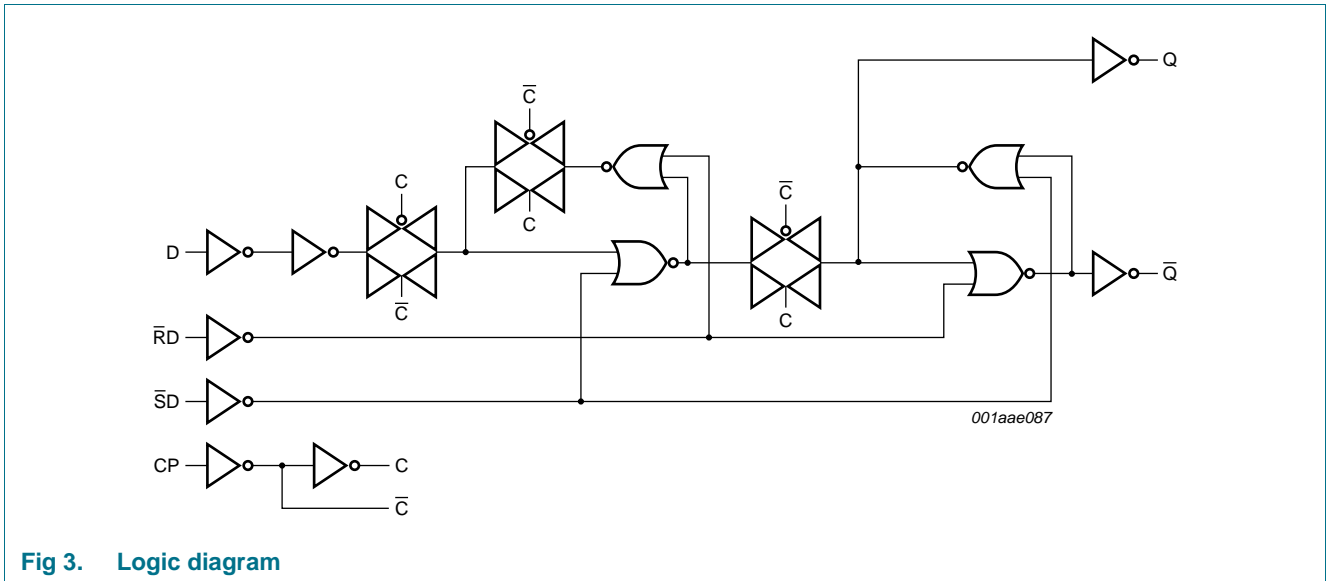 Q
C̅
C
C̅
C
D
C̅
C
Q̅
R̅D
S̅D
001aae087
CP
C
C̅
Fig 3. Logic diagram